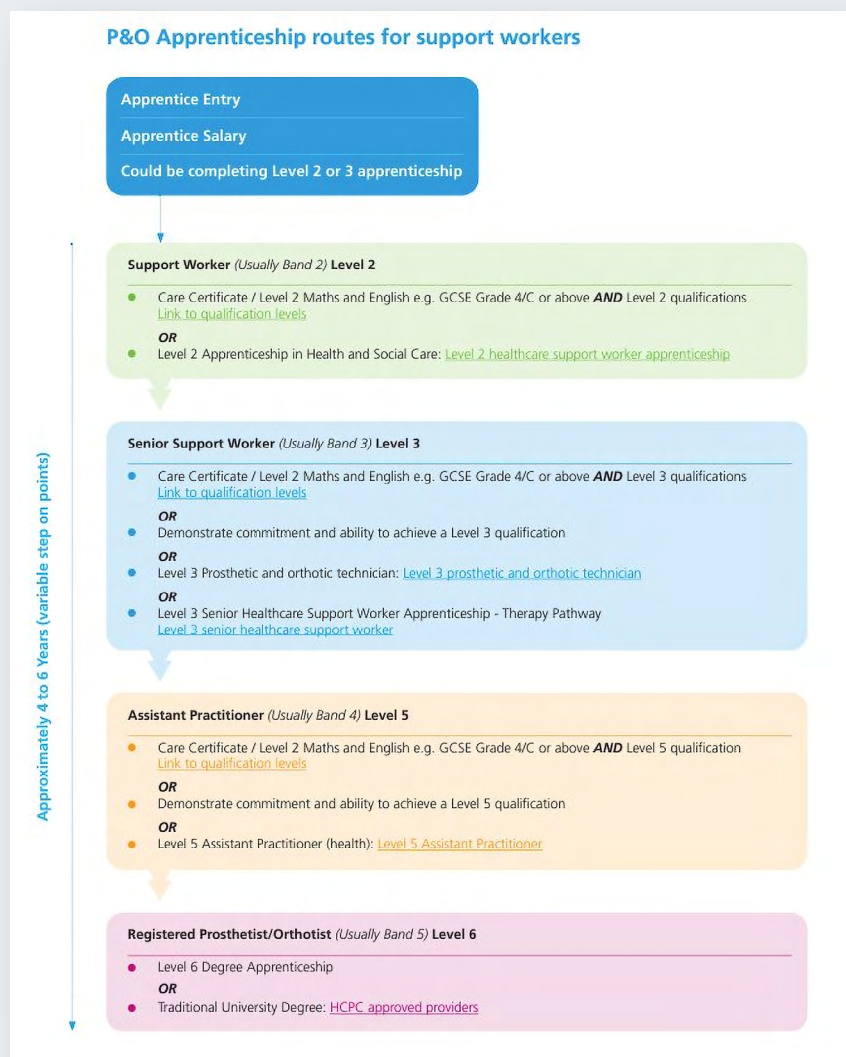 P&O Apprenticeship routes for support workers
Apprentice Entry
Apprentice Salary
Could be completing Level 2 or 3 apprenticeship
Approximately 4 to 6 Years (variable step on points)
Support Worker (Usually Band 2) Level 2
Care Certificate / Level 2 Maths and English e.g. GCSE Grade 4/C or above AND Level 2 qualifications
Link to qualification levels
OR
Level 2 Apprenticeship in Health and Social Care: Level 2 healthcare support worker apprenticeship
Senior Support Worker (Usually Band 3) Level 3
Care Certificate / Level 2 Maths and English e.g. GCSE Grade 4/C or above AND Level 3 qualifications
Link to qualification levels
OR
Demonstrate commitment and ability to achieve a Level 3 qualification
OR
Level 3 Prosthetic and orthotic technician: Level 3 prosthetic and orthotic technician
OR
Level 3 Senior Healthcare Support Worker Apprenticeship - Therapy Pathway
Level 3 senior healthcare support worker
Assistant Practitioner (Usually Band 4) Level 5
Care Certificate / Level 2 Maths and English e.g. GCSE Grade 4/C or above AND Level 5 qualification
Link to qualification levels
OR
Demonstrate commitment and ability to achieve a Level 5 qualification
OR
Level 5 Assistant Practitioner (health): Level 5 Assistant Practitioner
Registered Prosthetist/Orthotist (Usually Band 5) Level 6
Level 6 Degree Apprenticeship
OR
Traditional University Degree: HCPC approved providers